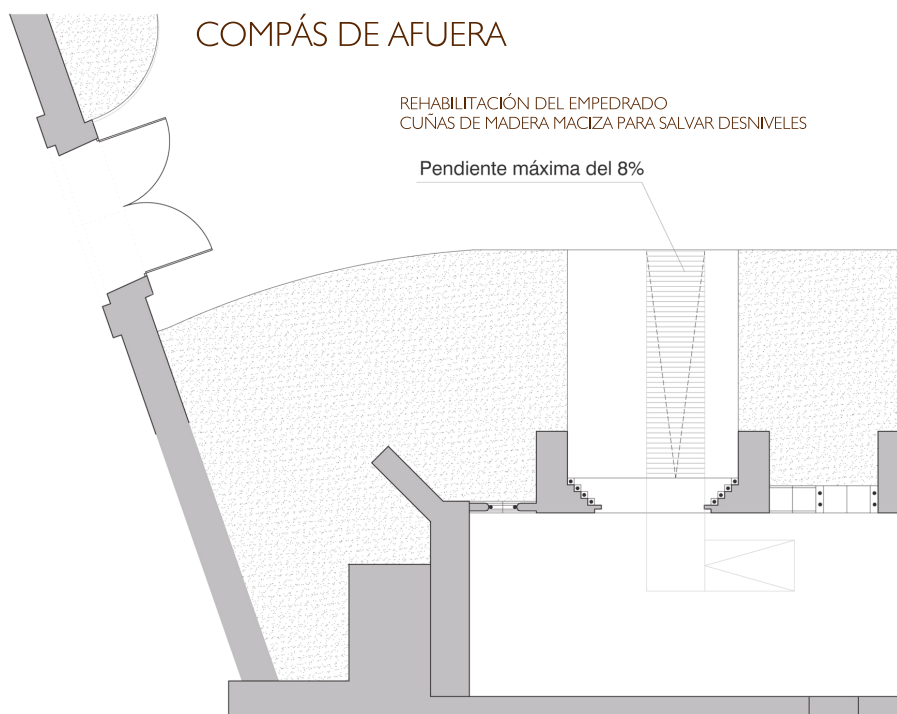 COMPÁS DE AFUERA
REHABILITACIÓN DEL EMPEDRADO
CUÑAS DE MADERA MACIZA PARA SALVAR DESNIVELES
Pendiente máxima del 8%